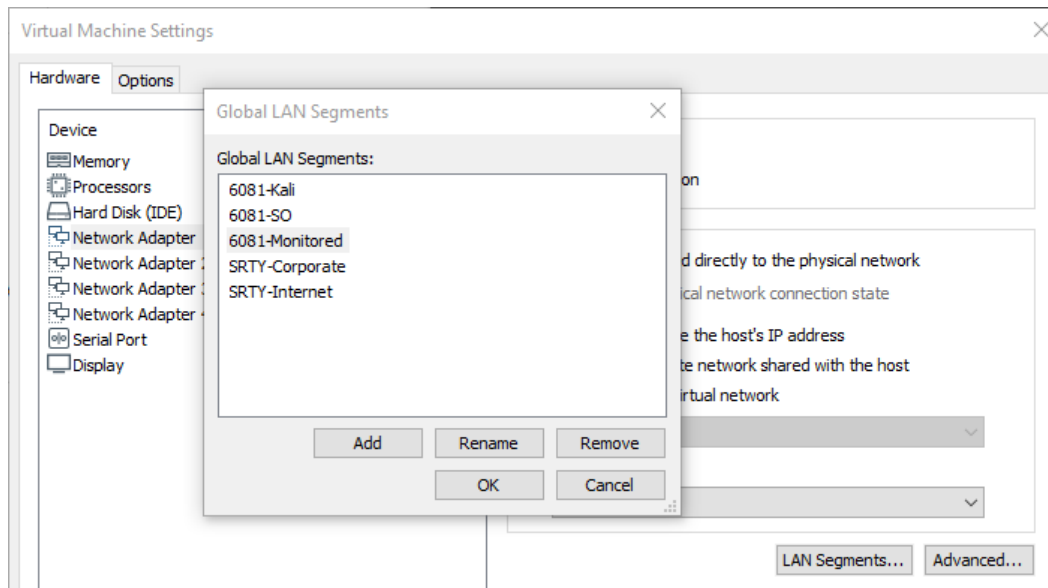 Virtual Machine Settings
Hardware Options
Global LAN Segments
Device
Global LAN Segments:
Memory
Processors
Hard Disk (IDE)
Network Adapter
Network Adapter
Network Adapter
Network Adapter
Serial Port
Display
6081-Kali
6081-SO
6081-Monitored
SRTY-Corporate
SRTY-Internet
Add Rename Remove
OK Cancel
on
d directly to the physical network
ical network connection state
e the host's IP address
te network shared with the host
irtual network
LAN Segments... Advanced...